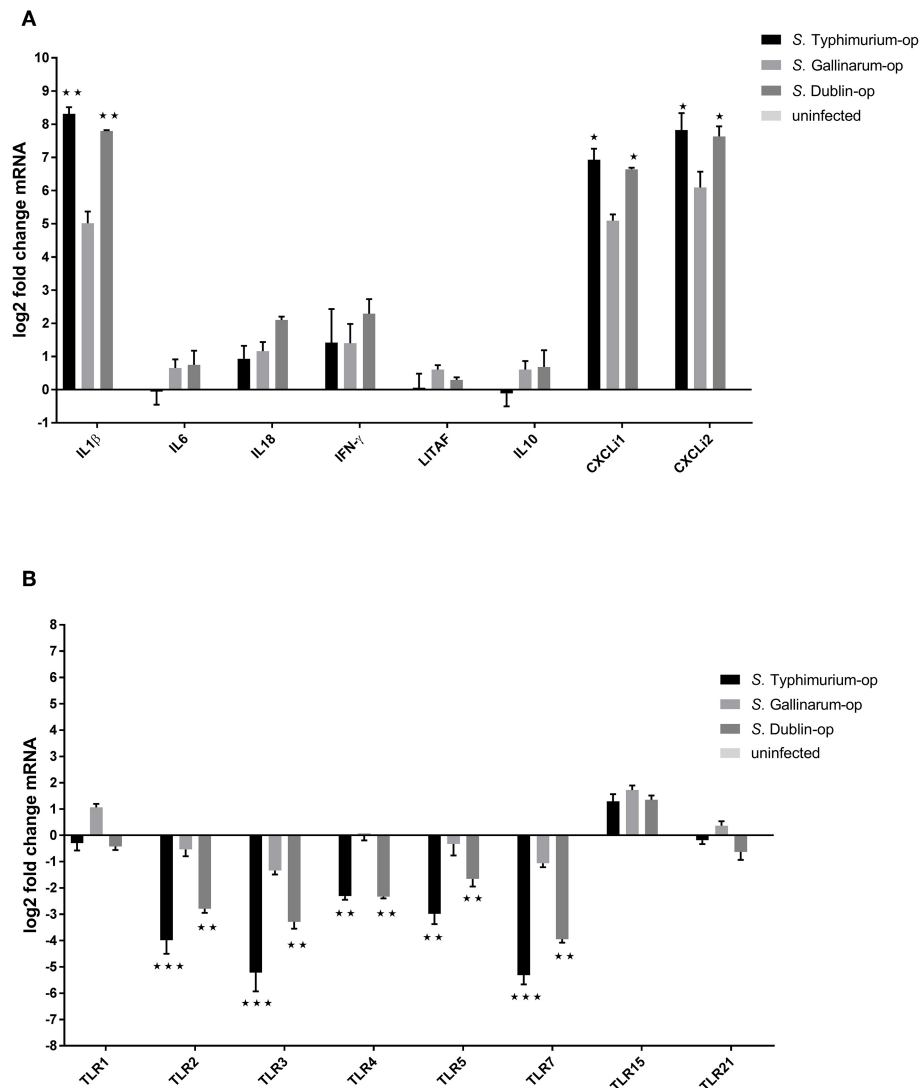 A
S. Typhimurium-op
S. Gallinarum-op
S. Dublin-op
uninfected
log2 fold change mRNA
10
9
8
7
6
5
4
3
2
1
0
-1
★★
★★
★
★
★
★
IL1β
IL6
IL18
IFN-γ
LITAF
IL10
CXCLi1
CXCLi2
B
S. Typhimurium-op
S. Gallinarum-op
S. Dublin-op
uninfected
log2 fold change mRNA
8
7
6
5
4
3
2
1
0
-1
-2
-3
-4
-5
-6
-7
-8
★★★
★★
★★★
★★
★★
★★
★★
★★
★★★
★★
TLR1
TLR2
TLR3
TLR4
TLR5
TLR7
TLR15
TLR21